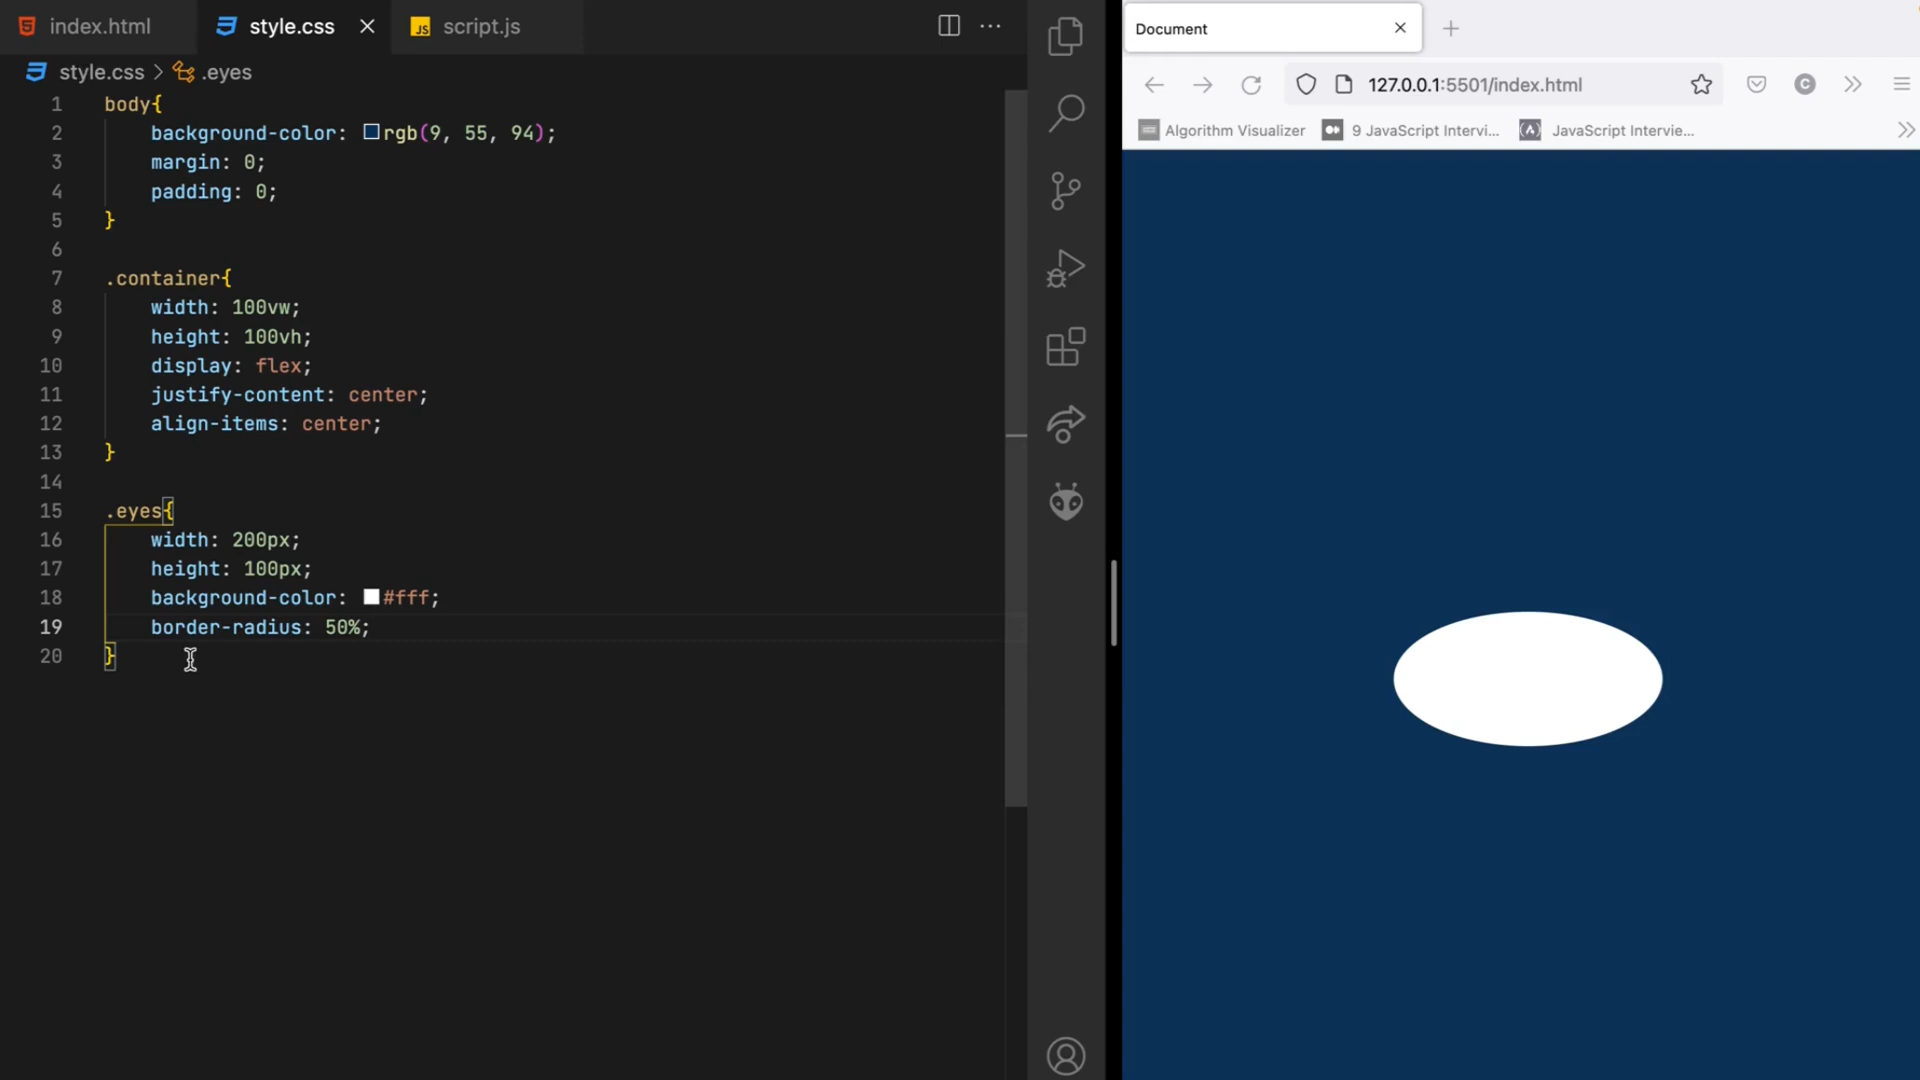 index.html
style.css
script.js
style.css > .eyes
1 body{
2 background-color: rgb(9, 55, 94);
3 margin: 0;
4 padding: 0;
5 }
6
7 .container{
8 width: 100vw;
9 height: 100vh;
10 display: flex;
11 justify-content: center;
12 align-items: center;
13 }
14
15 .eyes{
16 width: 200px;
17 height: 100px;
18 background-color: #fff;
19 border-radius: 50%;
20 }
Document
127.0.0.1:5501/index.html
C
Algorithm Visualizer
9 JavaScript Intervi...
JavaScript Intervie...